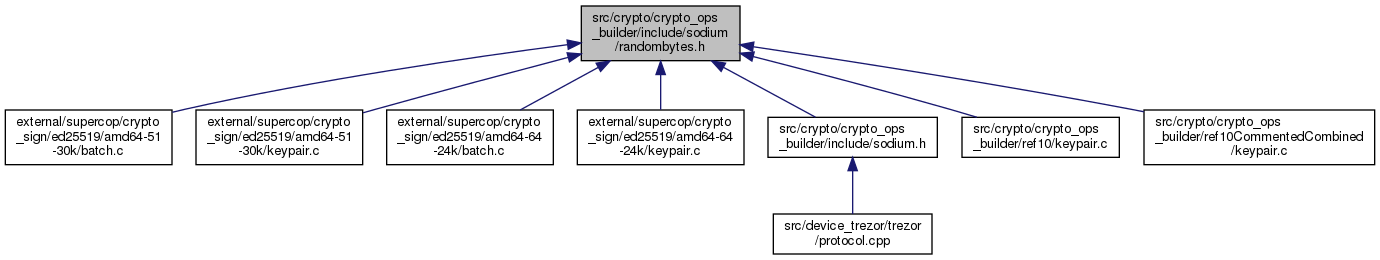 src/crypto/crypto_ops
_builder/include/sodium
/randombytes.h
external/supercop/crypto
_sign/ed25519/amd64-51
-30k/batch.c
external/supercop/crypto
_sign/ed25519/amd64-51
-30k/keypair.c
external/supercop/crypto
_sign/ed25519/amd64-64
-24k/batch.c
external/supercop/crypto
_sign/ed25519/amd64-64
-24k/keypair.c
src/crypto/crypto_ops
_builder/include/sodium.h
src/crypto/crypto_ops
_builder/ref10/keypair.c
src/crypto/crypto_ops
_builder/ref10CommentedCombined
/keypair.c
src/device_trezor/trezor
/protocol.cpp